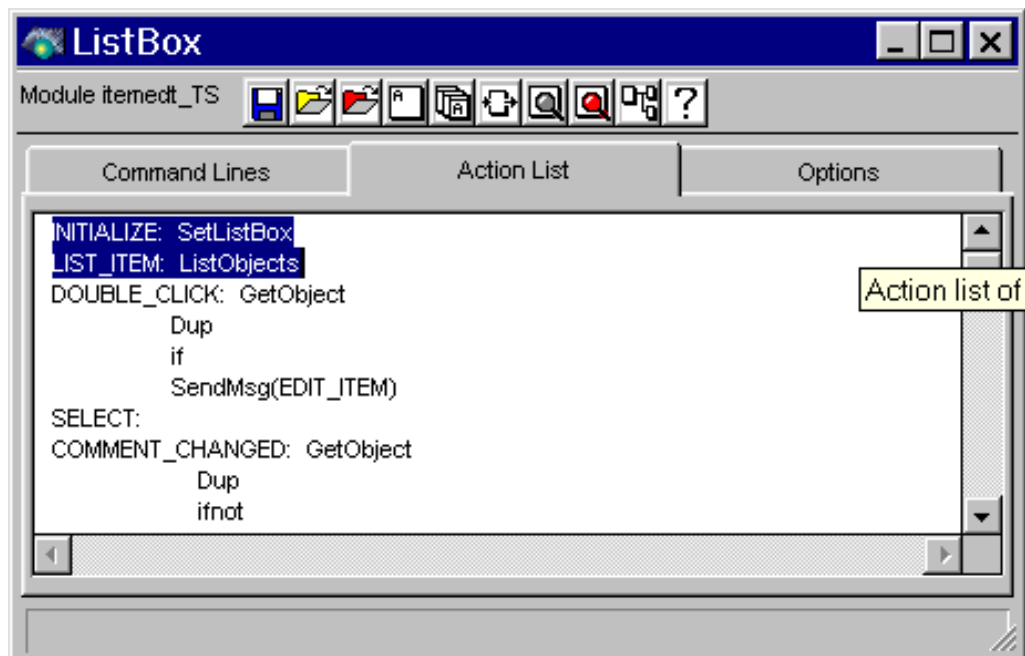 ListBox
Module itemedt_TS
?
Command Lines
Action List
Options
INITIALIZE: SetListBox
LIST_ITEM: ListObjects
Action list of
DOUBLE_CLICK: GetObject
Dup
if
SendMsg(EDIT_ITEM)
SELECT:
COMMENT_CHANGED: GetObject
Dup
ifnot